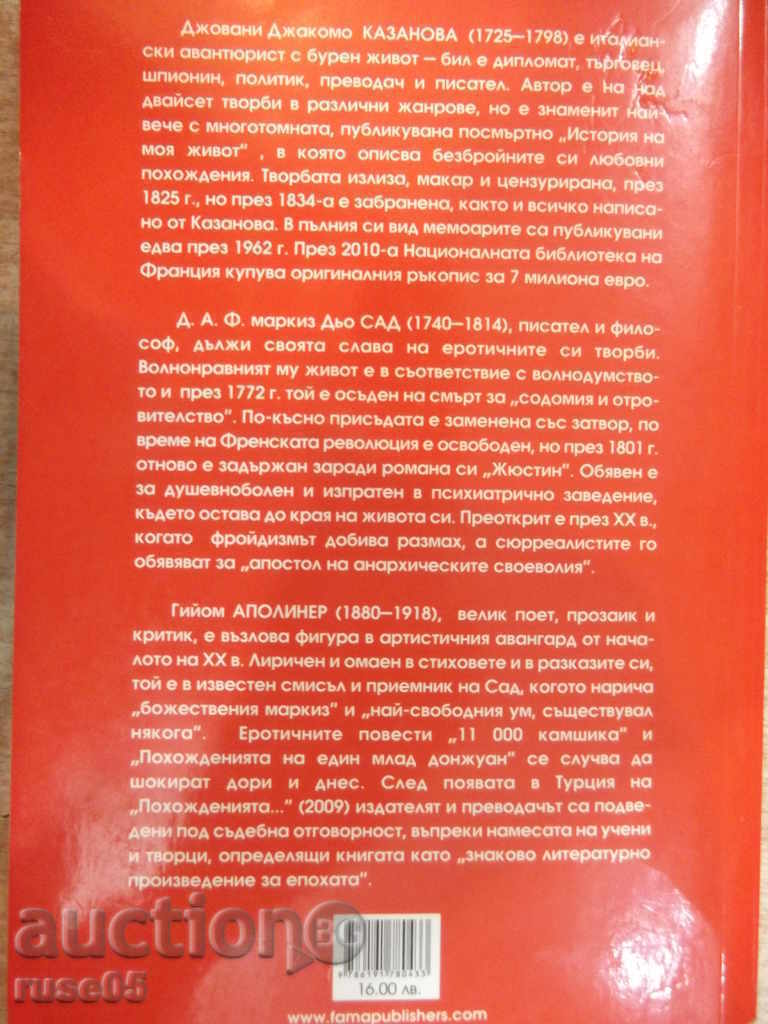 Джовани Джакомо КАЗАНОВА (1725–1798) е италиан-
ски авантюрист с бурен живот – бил е дипломат, търговец,
шпионин, политик, преводач и писател. Автор е на над
двайсет творби в различни жанрове, но е знаменит най-
вече с многотомната, публикувана посмъртно „История на
моя живот“ , в която описва безбройните си любовни
похождения. Творбата излиза, макар и цензурирана, през
1825 г., но през 1834-а е забранена, както и всичко написа-
но от Казанова. В пълния си вид мемоарите са публикувани
едва през 1962 г. През 2010-а Националната библиотека на
Франция купува оригиналния ръкопис за 7 милиона евро.
Д. А. Ф. маркиз Дьо САД (1740–1814), писател и фило-
соф, дължи своята слава на еротичните си творби.
Волнонравният му живот е в съответствие с волнодумство-
то и през 1772 г. той е осъден на смърт за „содомия и отро-
вителство“. По-късно присъдата е заменена със затвор, по
време на Френската революция е освободен, но през 1801 г.
отново е задържан заради романа си „Жюстин“. Обявен е
за душевноболен и изпратен в психиатрично заведение,
където остава до края на живота си. Преоткрит е през XX в.,
когато фройдизмът добива размах, а сюрреалистите го
обявяват за „апостол на анархическите своеволия“.
Гийом АПОЛИНЕР (1880–1918), велик поет, прозаик и
критик, е възлова фигура в артистичния авангард от нача-
лото на XX в. Лиричен и омаен в стиховете и в разказите си,
той е в известен смисъл и приемник на Сад, когото нарича
„божествения маркиз“ и „най-свободния ум, съществувал
някога“. Еротичните повести „11 000 камшика“ и
„Похожденията на един млад донжуан“ се случва да
шокират дори и днес. След появата в Турция на
„Похожденията...“ (2009) издателят и преводачът са подве-
дени под съдебна отговорност, въпреки намесата на учени
и творци, определящи книгата като „знаково литературно
произведение за епохата“.
auction BG
ruse05
9 786191 780433
16.00 лв.
www.famapublishers.com